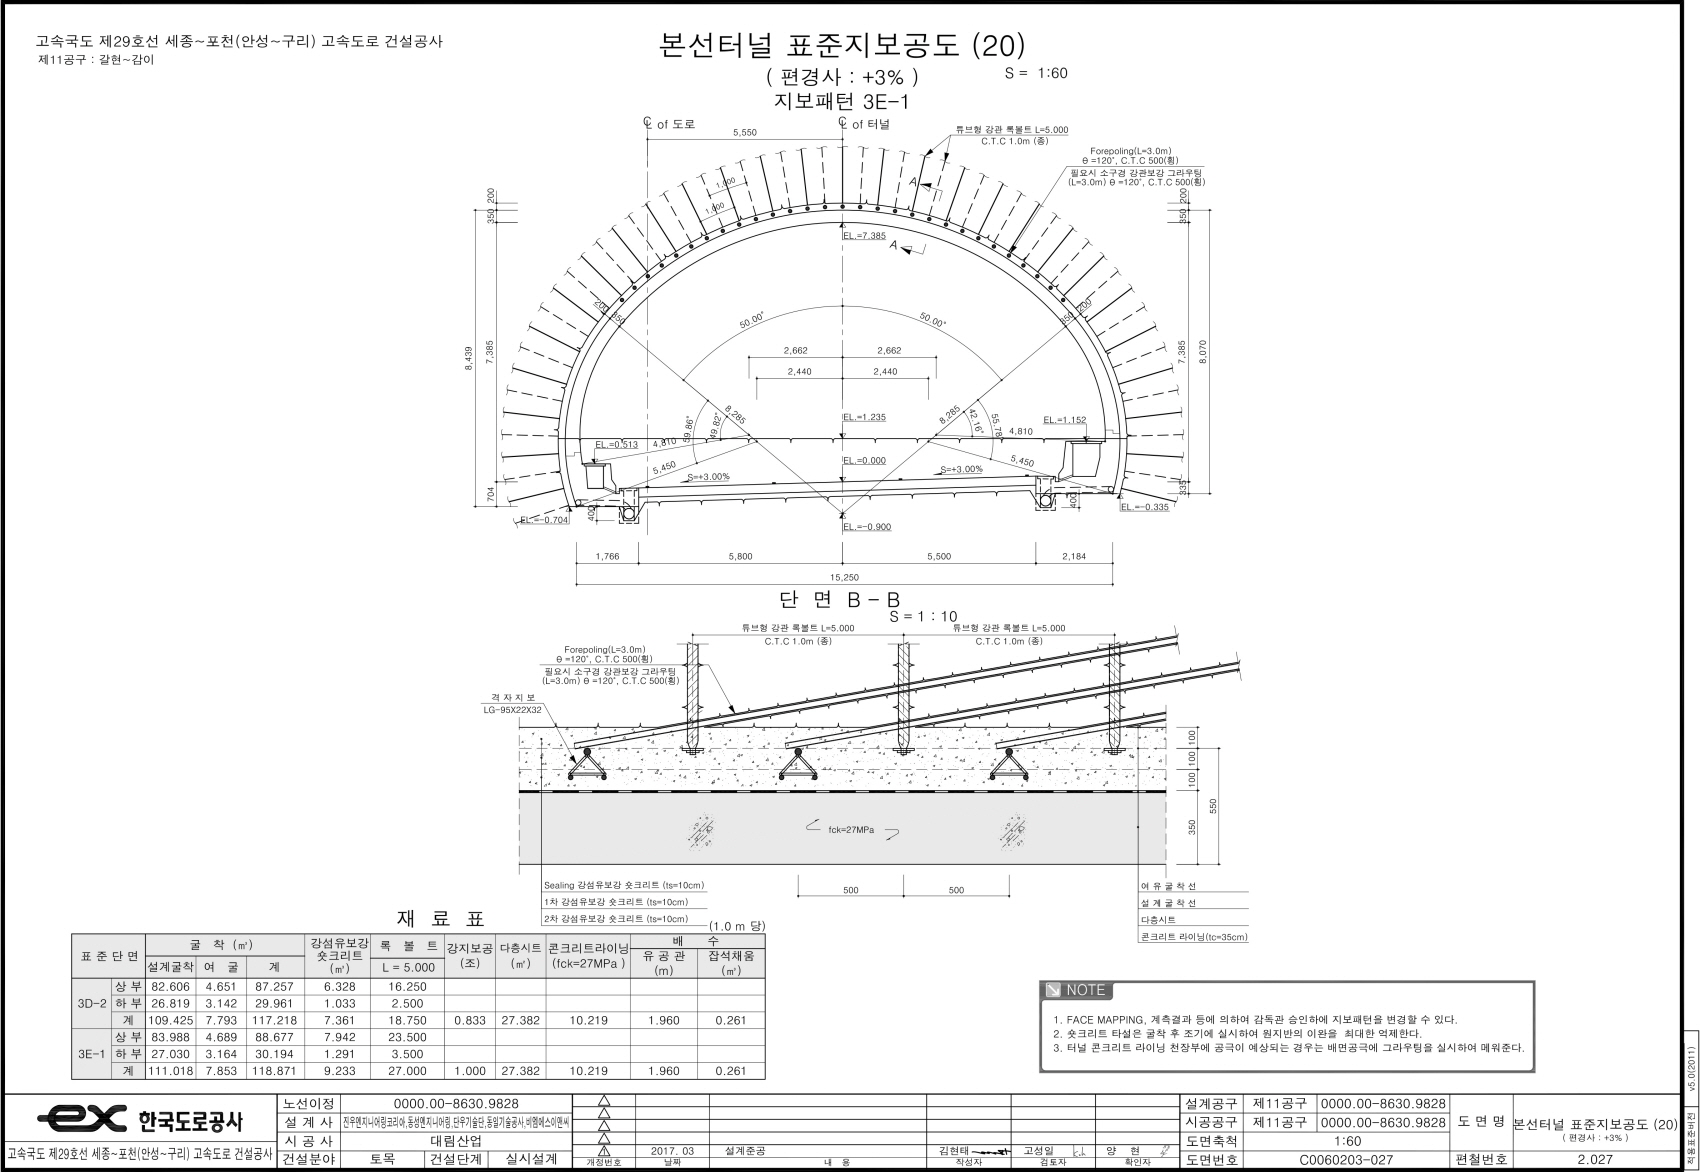 고속국도 제29호선 세종~포천(안성~구리) 고속도로 건설공사
제11공구 : 갈현~감이
본선터널 표준지보공도 (20)
( 편경사 : +3% )
S = 1:60
지보패턴 3E-1
℄ of 도로
℄ of 터널
5,550
튜브형 강관 록볼트 L=5.000
C.T.C 1.0m (종)
Forepoling(L=3.0m)
θ =120°, C.T.C 500(횡)
필요시 소구경 강관보강 그라우팅
(L=3.0m) θ =120°, C.T.C 500(횡)
1,000
1,000
A
A
200
350
200
350
EL.=7.385
200
350
350
200
50.00°
50.00°
8,439
7,385
7,385
8,070
2,662
2,662
2,440
2,440
8,285
8,285
59.86°
49.82°
42.16°
55.78°
EL.=1.235
EL.=1.152
EL.=0.513
4,810
4,810
5,450
5,450
EL.=0.000
S=+3.00%
S=+3.00%
704
335
400
400
EL.=-0.704
EL.=-0.900
EL.=-0.335
1,766
5,800
5,500
2,184
15,250
단 면 B - B
S = 1 : 10
튜브형 강관 록볼트 L=5.000
C.T.C 1.0m (종)
튜브형 강관 록볼트 L=5.000
C.T.C 1.0m (종)
Forepoling(L=3.0m)
θ =120°, C.T.C 500(횡)
필요시 소구경 강관보강 그라우팅
(L=3.0m) θ =120°, C.T.C 500(횡)
격 자 지 보
LG-95X22X32
100
100
100
550
350
fck=27MPa
Sealing 강섬유보강 숏크리트 (ts=10cm)
1차 강섬유보강 숏크리트 (ts=10cm)
2차 강섬유보강 숏크리트 (ts=10cm)
500
500
여 유 굴 착 선
설 계 굴 착 선
다층시트
콘크리트 라이닝(tc=35cm)
재 료 표
(1.0 m 당)
표 준 단 면 굴 착 (㎥) 강섬유보강 숏크리트 (㎥) 록 볼 트 강지보공 (조) 다층시트 (㎡) 콘크리트라이닝 (fck=27MPa ) 배 수
설계굴착 여 굴 계 L = 5.000 유 공 관 (m) 잡석채움 (㎥)
3D-2 상 부 82.606 4.651 87.257 6.328 16.250
하 부 26.819 3.142 29.961 1.033 2.500
계 109.425 7.793 117.218 7.361 18.750 0.833 27.382 10.219 1.960 0.261
3E-1 상 부 83.988 4.689 88.677 7.942 23.500
하 부 27.030 3.164 30.194 1.291 3.500
계 111.018 7.853 118.871 9.233 27.000 1.000 27.382 10.219 1.960 0.261
NOTE
1. FACE MAPPING, 계측결과 등에 의하여 감독관 승인하에 지보패턴을 변경할 수 있다.
2. 숏크리트 타설은 굴착 후 조기에 실시하여 원지반의 이완을 최대한 억제한다.
3. 터널 콘크리트 라이닝 천장부에 공극이 예상되는 경우는 배면공극에 그라우팅을 실시하여 메워준다.
적용표준버전 v5.0(2011)
ex 한국도로공사
고속국도 제29호선 세종~포천(안성~구리) 고속도로 건설공사
노선이정 0000.00-8630.9828
설 계 사 진우엔지니어링코리아,동성엔지니어링,단우기술단,동일기술공사,비엠에스이앤씨
시 공 사 대림산업
건설분야 토목 건설단계 실시설계
2017. 03 설계준공 김현태 고성일 양 현
개정번호 날짜 내 용 작성자 검토자 확인자
설계공구 제11공구 0000.00-8630.9828
시공공구 제11공구 0000.00-8630.9828
도면축척 1:60
도면번호 C0060203-027
도 면 명 본선터널 표준지보공도 (20)
( 편경사 : +3% )
편철번호 2.027